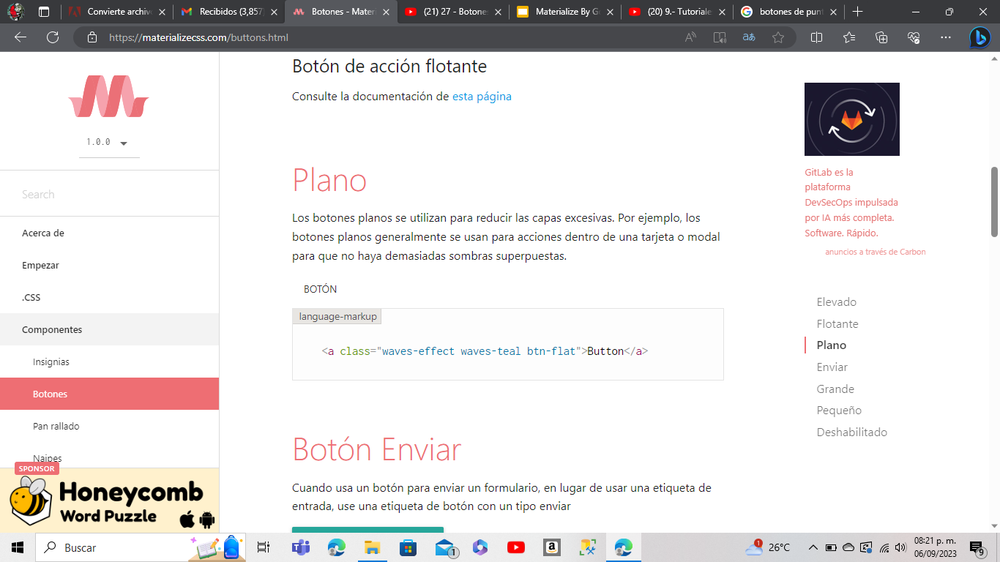 Convierte archivo
Recibidos (3,857)
Botones - Materi
(21) 27 - Botones
Materialize By Go
(20) 9.- Tutoriale
botones de punt
https://materializecss.com/buttons.html
1.0.0
Search
Acerca de
Empezar
.CSS
Componentes
Insignias
Botones
Pan rallado
Naipes
SPONSOR
Honeycomb
Word Puzzle
Botón de acción flotante
Consulte la documentación de esta página
Plano
Los botones planos se utilizan para reducir las capas excesivas. Por ejemplo, los
botones planos generalmente se usan para acciones dentro de una tarjeta o modal
para que no haya demasiadas sombras superpuestas.
BOTÓN
language-markup
<a class="waves-effect waves-teal btn-flat">Button</a>
Botón Enviar
Cuando usa un botón para enviar un formulario, en lugar de usar una etiqueta de
entrada, use una etiqueta de botón con un tipo enviar
GitLab es la
plataforma
DevSecOps impulsada
por IA más completa.
Software. Rápido.
anuncios a través de Carbon
Elevado
Flotante
Plano
Enviar
Grande
Pequeño
Deshabilitado
Buscar
1
1
26°C
08:21 p. m.
06/09/2023
9